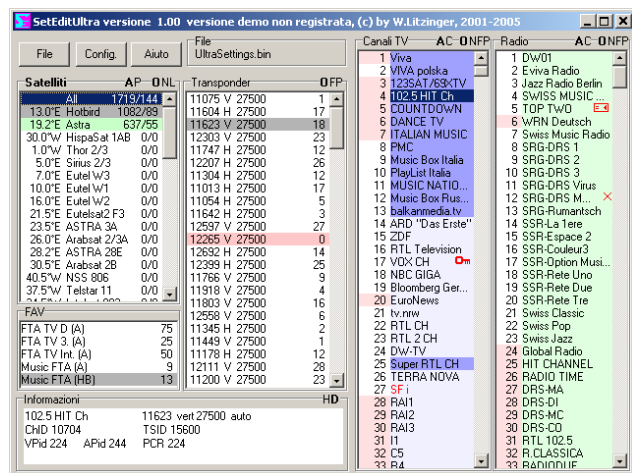 SetEditUltra versione 1.00 versione demo non registrata, (c) by W.Litzinger, 2001-2005
File
Config.
Aiuto
File
UltraSettings.bin
Satelliti AP ONL
All 1719/144
13.0°E Hotbird 1082/89
19.2°E Astra 637/55
30.0°W HispaSat 1AB 0/0
1.0°W Thor 2/3 0/0
5.0°E Sirius 2/3 0/0
7.0°E Eutel W3 0/0
10.0°E Eutel W1 0/0
16.0°E Eutel W2 0/0
21.5°E Eutelsat2 F3 0/0
23.5°E ASTRA 3A 0/0
26.0°E Arabsat 2/3A 0/0
28.2°E ASTRA 2BE 0/0
30.5°E Arabsat 2B 0/0
40.5°W NSS 806 0/0
37.5°W Telstar 11 0/0
FAV
FTA TV D (A) 75
FTA TV 3. (A) 25
FTA TV Int. (A) 50
Music FTA (A) 9
Music FTA (HB) 13
Transponder 0 FP
11075 V 27500 1
11604 H 27500 17
11623 V 27500 18
12303 V 27500 23
11747 H 27500 12
12207 H 27500 26
11304 H 27500 12
11013 H 27500 17
11054 H 27500 5
11642 H 27500 3
12597 V 27500 27
12265 V 27500 0
12692 H 27500 14
12399 H 27500 25
11766 V 27500 9
11918 V 27500 4
11803 V 27500 16
12558 V 27500 6
11345 H 27500 2
11449 V 27500 1
11178 H 27500 12
12111 V 27500 28
11200 V 27500 23
Canali TV AC ONFP
1 Viva
2 VIVA polska
3 123SAT/69XTV
4 102.5 HIT Ch
5 COUNTDOWN
6 DANCE TV
7 ITALIAN MUSIC
8 PMC
9 Music Box Italia
10 PlayList Italia
11 MUSIC NATIO...
12 Music Box Rus...
13 balkanmedia.tv
14 ARD "Das Erste"
15 ZDF
16 RTL Television
17 VOX CH
18 NBC GIGA
19 Bloomberg Ger...
20 EuroNews
21 tv.nrw
22 RTL CH
23 RTL 2 CH
24 DW-TV
25 Super RTL CH
26 TERRA NOVA
27 SF i
28 RAI1
29 RAI2
30 RAI3
31 I1
32 C5
33 R4
Radio AC ONFP
1 DW01
2 Eviva Radio
3 Jazz Radio Berlin
4 SWISS MUSIC ...
5 TOP TWO
6 WRN Deutsch
7 Swiss Music Radio
8 SRG-DRS 1
9 SRG-DRS 2
10 SRG-DRS 3
11 SRG-DRS Virus
12 SRG-DRS M...
13 SRG-Rumantsch
14 SSR-La 1ere
15 SSR-Espace 2
16 SSR-Couleur3
17 SSR-Option Musi...
18 SSR-Rete Uno
19 SSR-Rete Due
20 SSR-Rete Tre
21 Swiss Classic
22 Swiss Pop
23 Swiss Jazz
24 Global Radio
25 HIT CHANNEL
26 RADIO TIME
27 DRS-MA
28 DRS-DI
29 DRS-MC
30 DRS-CO
31 RTL 102.5
32 R.CLASSICA
33 RADIODUE
Informazioni HD
102.5 HIT Ch 11623 vert 27500 auto
ChID 10704 TSID 15600
VPid 224 APid 244 PCR 224